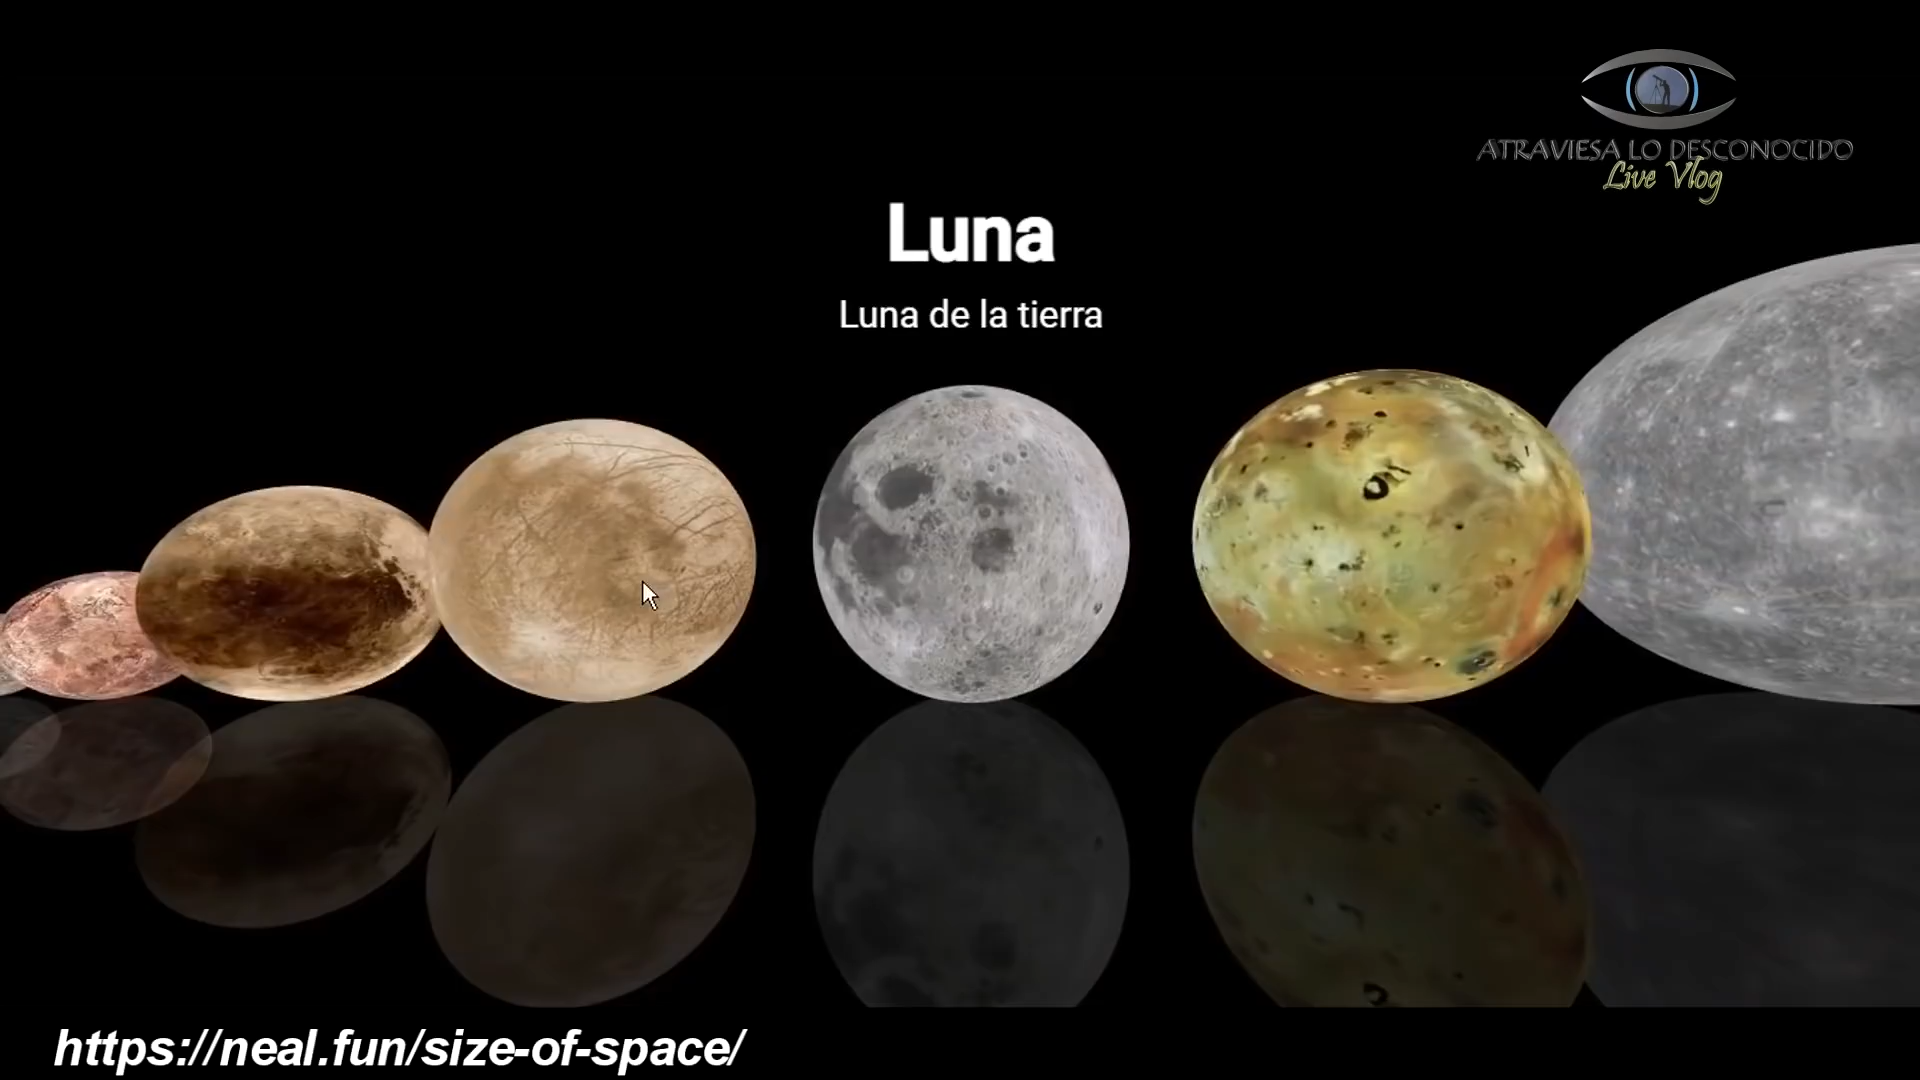 ATRAVIESA LO DESCONOCIDO
Live Vlog
Luna
Luna de la tierra
https://neal.fun/size-of-space/